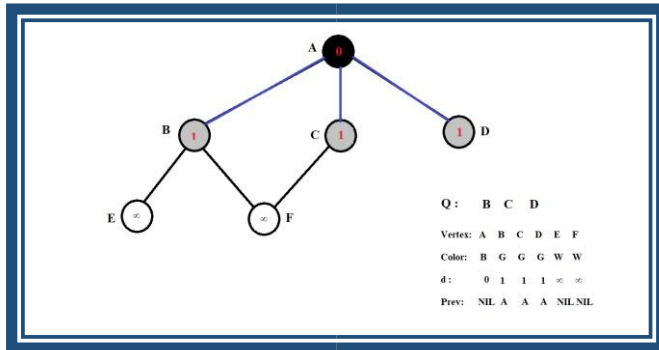 A 0
B 1
C 1
1 D
E ∞
∞ F
Q : B C D
Vertex: A B C D E F
Color: B G G G W W
d : 0 1 1 1 ∞ ∞
Prev: NIL A A A NIL NIL